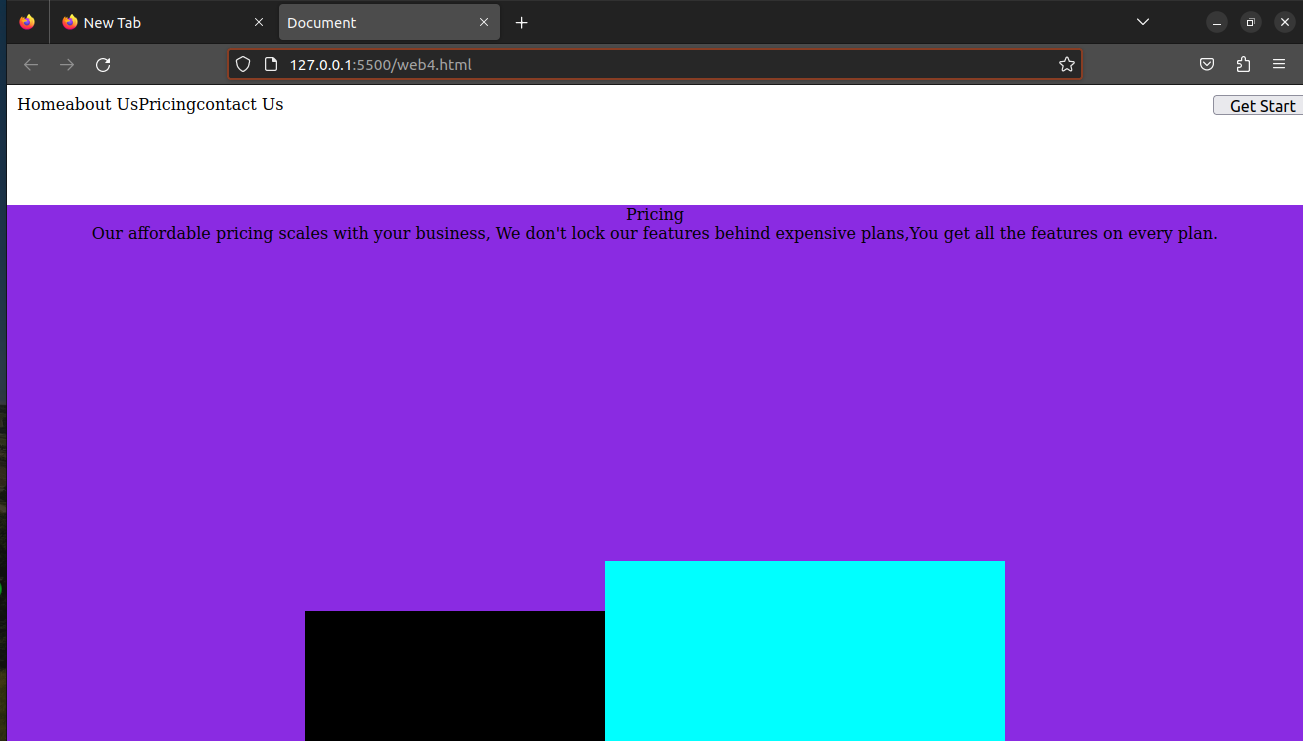 New Tab
Document
127.0.0.1:5500/web4.html
Homeabout UsPricingcontact Us
Get Start
Pricing
Our affordable pricing scales with your business, We don't lock our features behind expensive plans,You get all the features on every plan.